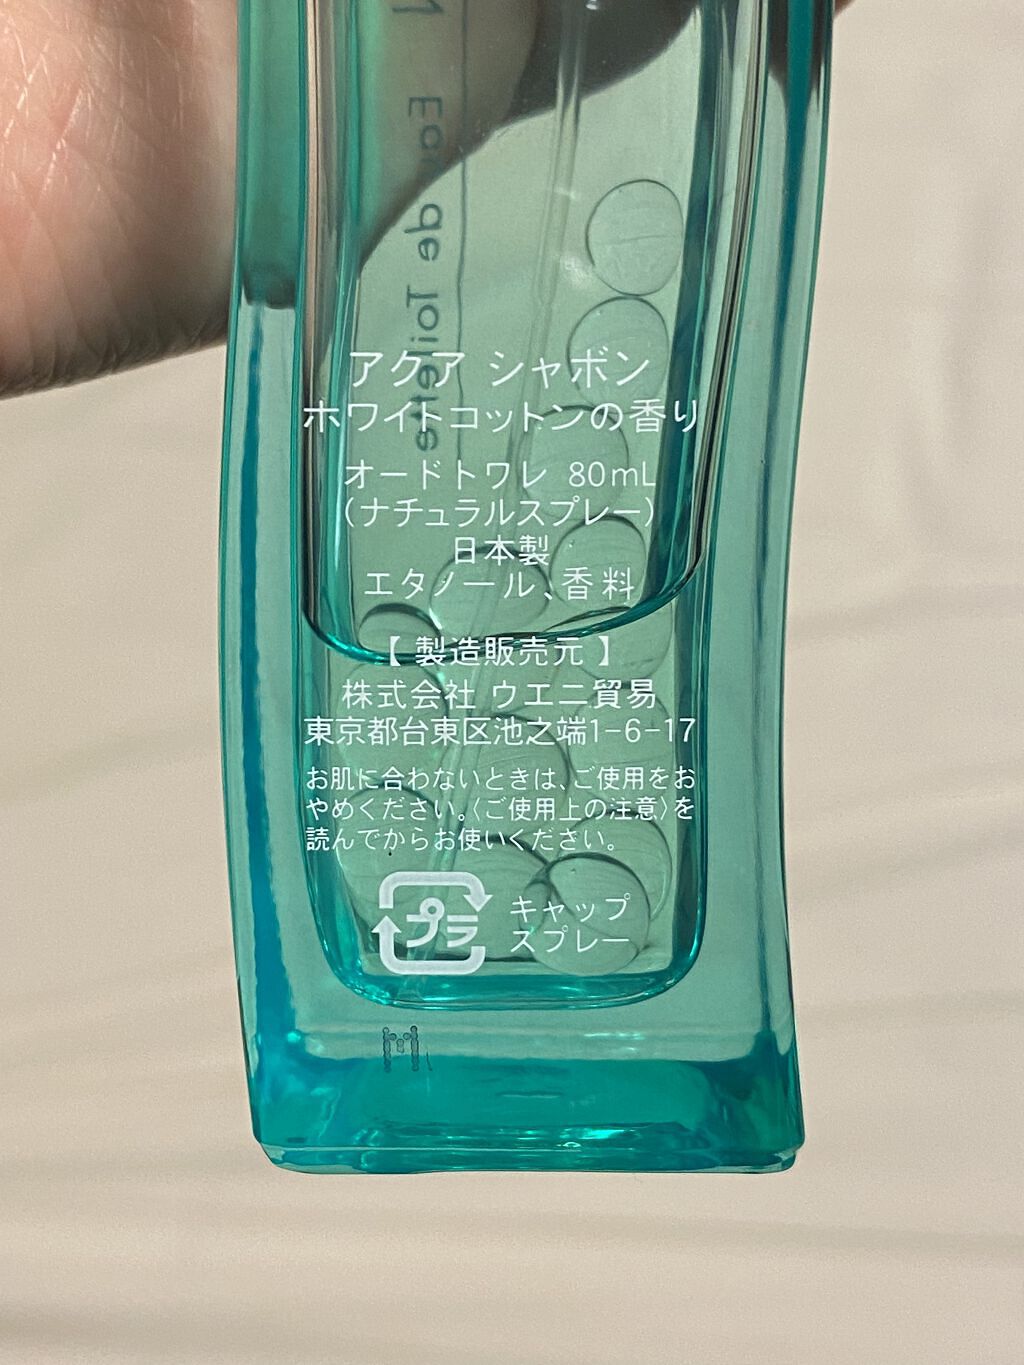 Eau de Toilette
アクア シャボン
ホワイトコットンの香り
オードトワレ 80mL
(ナチュラルスプレー)
日本製
エタノール、香料
【 製造販売元 】
株式会社 ウエニ貿易
東京都台東区池之端1-6-17
お肌に合わないときは、ご使用をお
やめください。〈ご使用上の注意〉を
読んでからお使いください。
プラ キャップ
スプレー